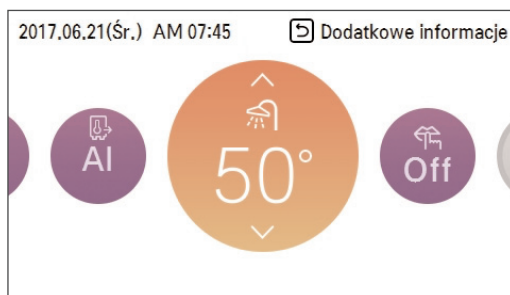 2017.06.21(Śr.) AM 07:45
Dodatkowe informacje
AI
50°
Off